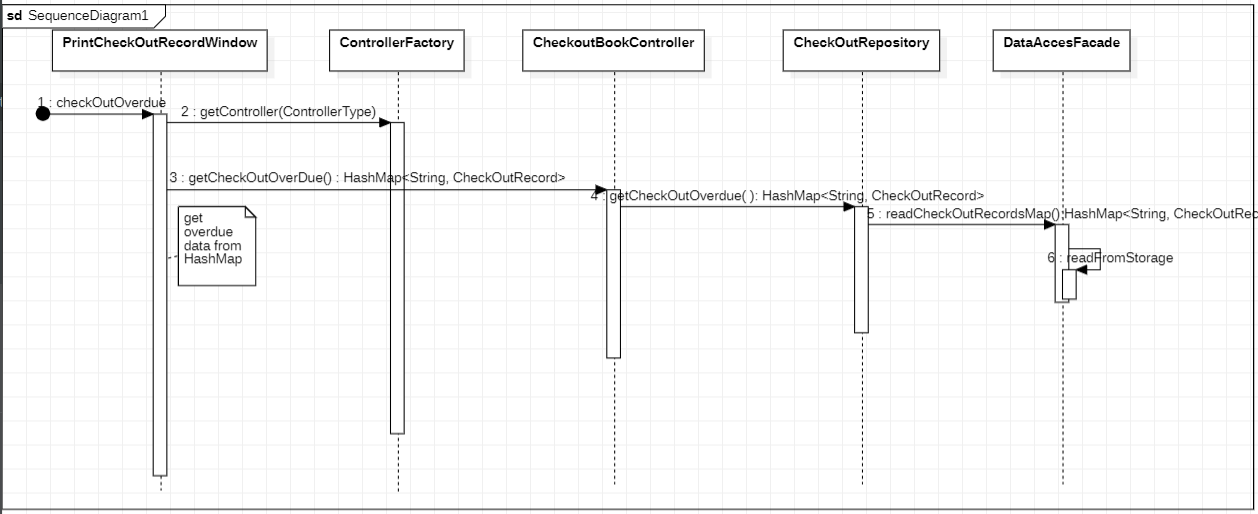 sd SequenceDiagram1
PrintCheckOutRecordWindow
ControllerFactory
CheckoutBookController
CheckOutRepository
DataAccesFacade
1 : checkOutOverdue
2 : getController(ControllerType)
3 : getCheckOutOverDue() : HashMap<String, CheckOutRecord>
4 : getCheckOutOverdue( ): HashMap<String, CheckOutRecord>
5 : readCheckOutRecordsMap():HashMap<String, CheckOutRec
6 : readFromStorage
get
overdue
data from
HashMap